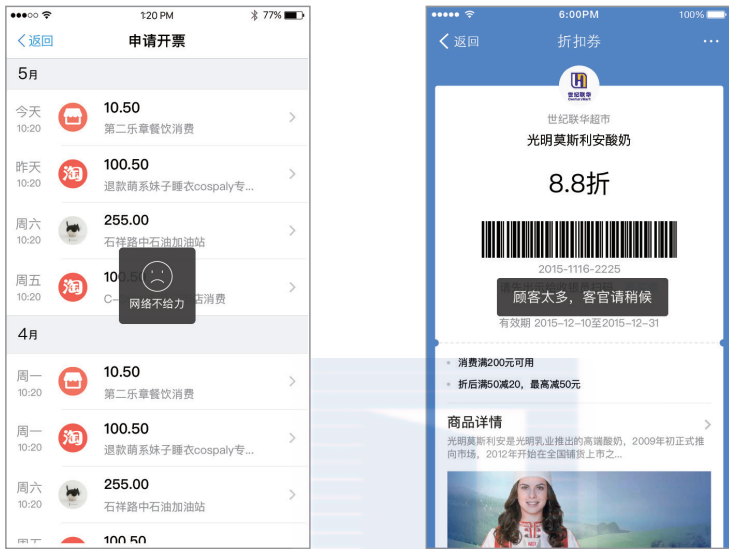 1:20 PM
77%
返回
申请开票
5月
今天
10:20
10.50
第二乐章餐饮消费
昨天
10:20
淘
100.50
退款萌系妹子睡衣cospaly专...
周六
10:20
255.00
石祥路中石油加油站
周五
10:20
淘
C-
店消费
网络不给力
4月
周一
10:20
10.50
第二乐章餐饮消费
周一
10:20
淘
100.50
退款萌系妹子睡衣cospaly专...
周六
10:20
255.00
石祥路中石油加油站
100.50
6:00PM
100%
返回
折扣券
世纪联华
世纪联华超市
光明莫斯利安酸奶
8.8折
2015-1116-2225
顾客太多，客官请稍候
有效期 2015-12-10至2015-12-31
消费满200元可用
折后满50减20，最高减50元
商品详情
光明莫斯利安是光明乳业推出的高端酸奶，2009年初正式推
向市场，2012年开始在全国铺货上市之...